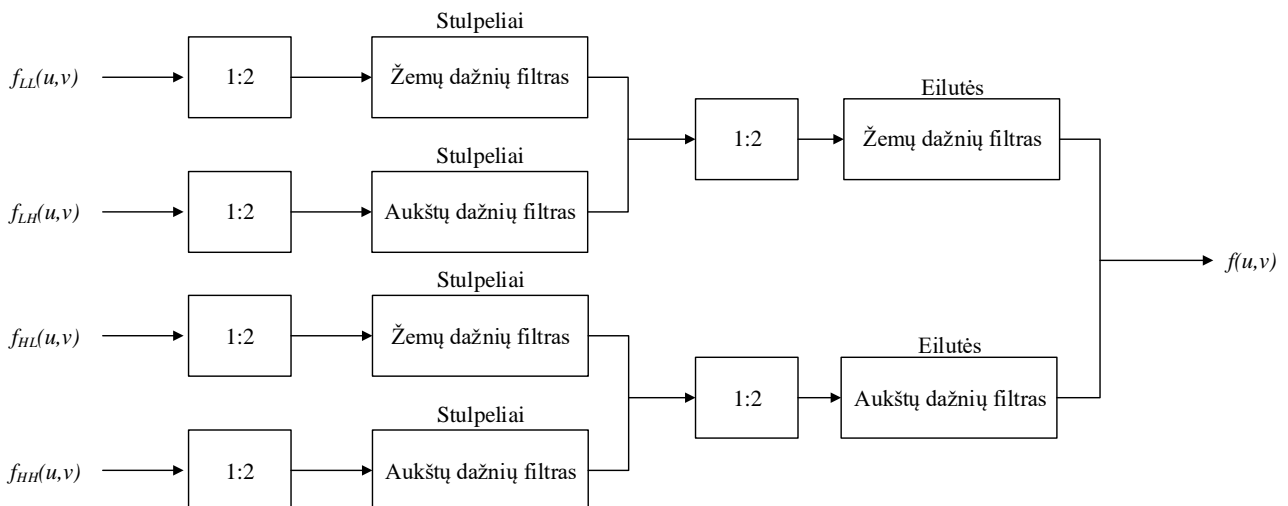 Stulpeliai
f_LL(u,v)
1:2
Žemų dažnių filtras
Eilutės
1:2
Žemų dažnių filtras
Stulpeliai
f_LH(u,v)
1:2
Aukštų dažnių filtras
f(u,v)
Stulpeliai
f_HL(u,v)
1:2
Žemų dažnių filtras
Eilutės
1:2
Aukštų dažnių filtras
Stulpeliai
f_HH(u,v)
1:2
Aukštų dažnių filtras